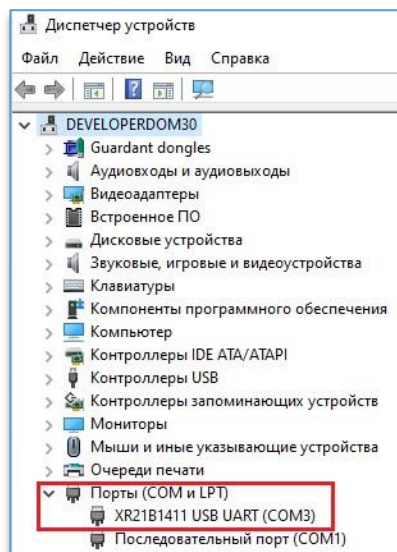 Диспетчер устройств
Файл Действие Вид Справка
DEVELOPERDOM30
Guardant dongles
Аудиовходы и аудиовыходы
Видеоадаптеры
Встроенное ПО
Дисковые устройства
Звуковые, игровые и видеоустройства
Клавиатуры
Компоненты программного обеспечения
Компьютер
Контроллеры IDE ATA/ATAPI
Контроллеры USB
Контроллеры запоминающих устройств
Мониторы
Мыши и иные указывающие устройства
Очереди печати
Порты (COM и LPT)
XR21B1411 USB UART (COM3)
Последовательный порт (COM1)